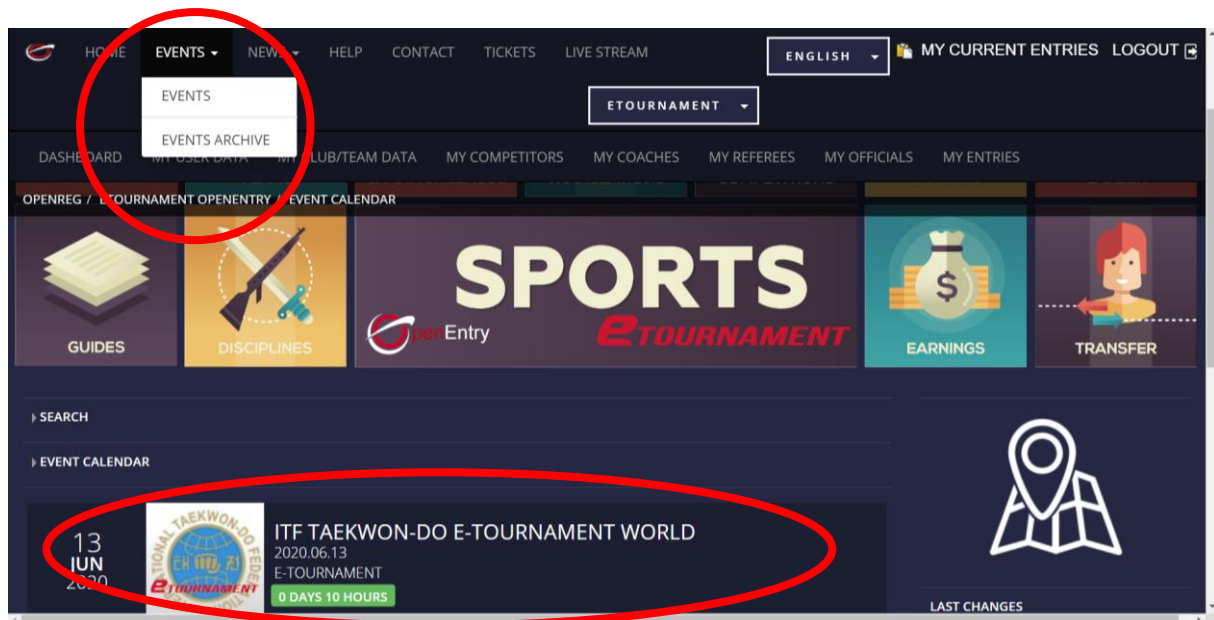 HOME EVENTS NEWS HELP CONTACT TICKETS LIVE STREAM ENGLISH MY CURRENT ENTRIES LOGOUT
EVENTS
ETOURNAMENT
EVENTS ARCHIVE
DASHBOARD MY USER DATA MY CLUB/TEAM DATA MY COMPETITORS MY COACHES MY REFEREES MY OFFICIALS MY ENTRIES
OPENREG / ETOURNAMENT OPENENTRY / EVENT CALENDAR
SPORTS
OpenEntry
eTOURNAMENT
GUIDES
DISCIPLINES
EARNINGS
TRANSFER
SEARCH
EVENT CALENDAR
13
JUN
2020
eTOURNAMENT
ITF TAEKWON-DO E-TOURNAMENT WORLD
2020.06.13
E-TOURNAMENT
0 DAYS 10 HOURS
LAST CHANGES